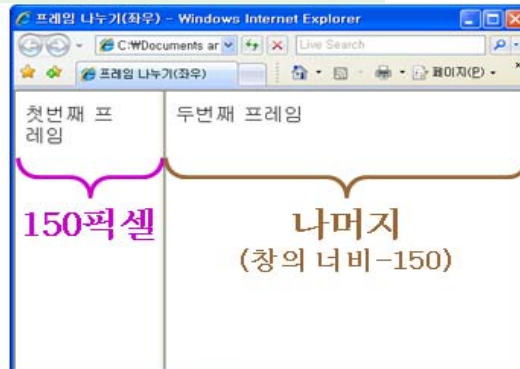 프레임 나누기(좌우) - Windows Internet Explorer
C:₩Documents ar
Live Search
프레임 나누기(좌우)
페이지(P)
첫번째 프
레임
두번째 프레임
150픽셀
나머지
(창의 너비-150)